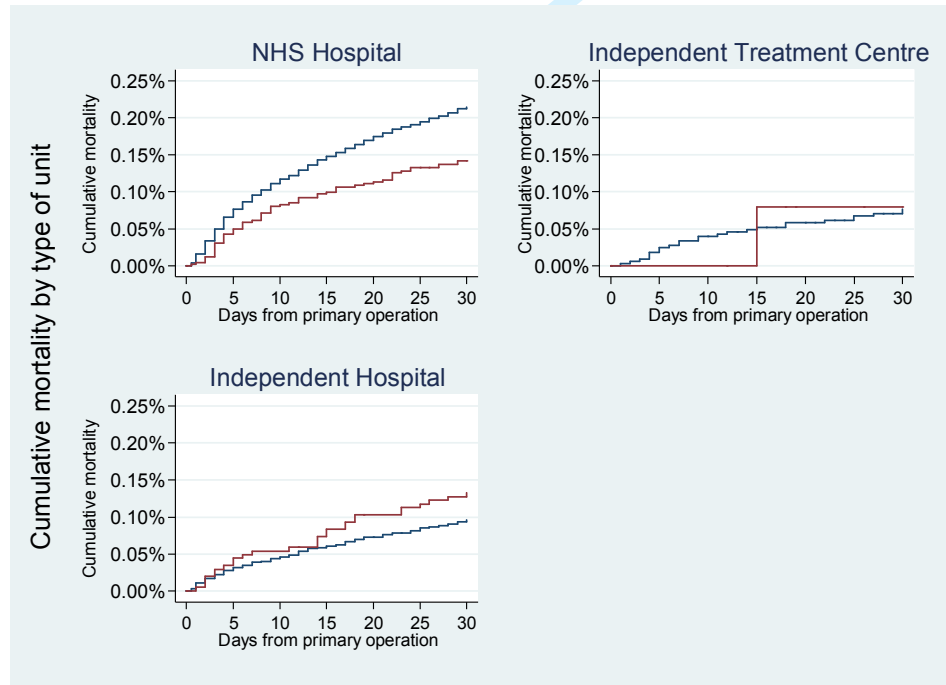 Cumulative mortality by type of unit
NHS Hospital
Cumulative mortality
0.25%
0.20%
0.15%
0.10%
0.05%
0.00%
0 5 10 15 20 25 30
Days from primary operation
Independent Treatment Centre
Cumulative mortality
0.25%
0.20%
0.15%
0.10%
0.05%
0.00%
0 5 10 15 20 25 30
Days from primary operation
Independent Hospital
Cumulative mortality
0.25%
0.20%
0.15%
0.10%
0.05%
0.00%
0 5 10 15 20 25 30
Days from primary operation